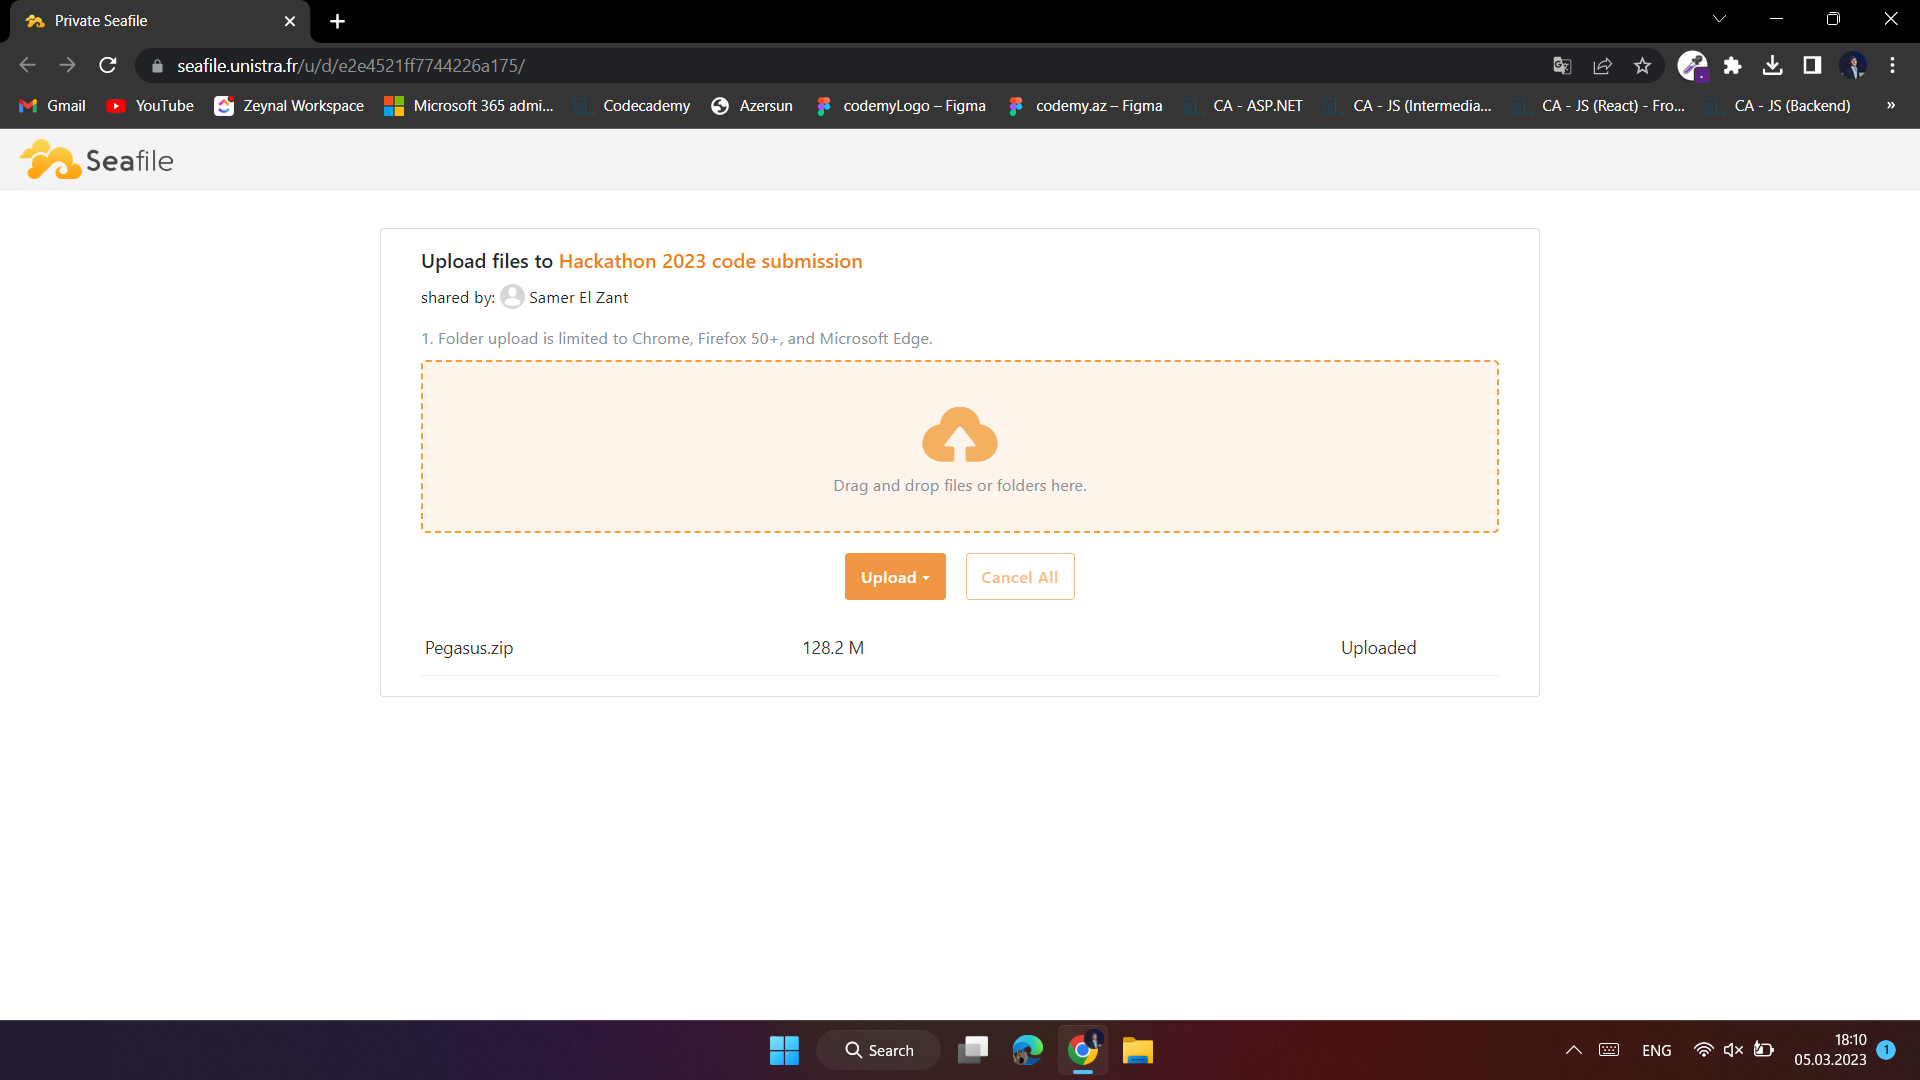 Private Seafile
seafile.unistra.fr/u/d/e2e4521ff7744226a175/
Gmail YouTube Zeynal Workspace Microsoft 365 admi... Codecademy Azersun codemyLogo – Figma codemy.az – Figma CA - ASP.NET CA - JS (Intermedia... CA - JS (React) - Fro... CA - JS (Backend) »
Seafile
Upload files to Hackathon 2023 code submission
shared by: Samer El Zant
1. Folder upload is limited to Chrome, Firefox 50+, and Microsoft Edge.
Drag and drop files or folders here.
Upload Cancel All
Pegasus.zip 128.2 M Uploaded
Search ENG 18:10 1
05.03.2023